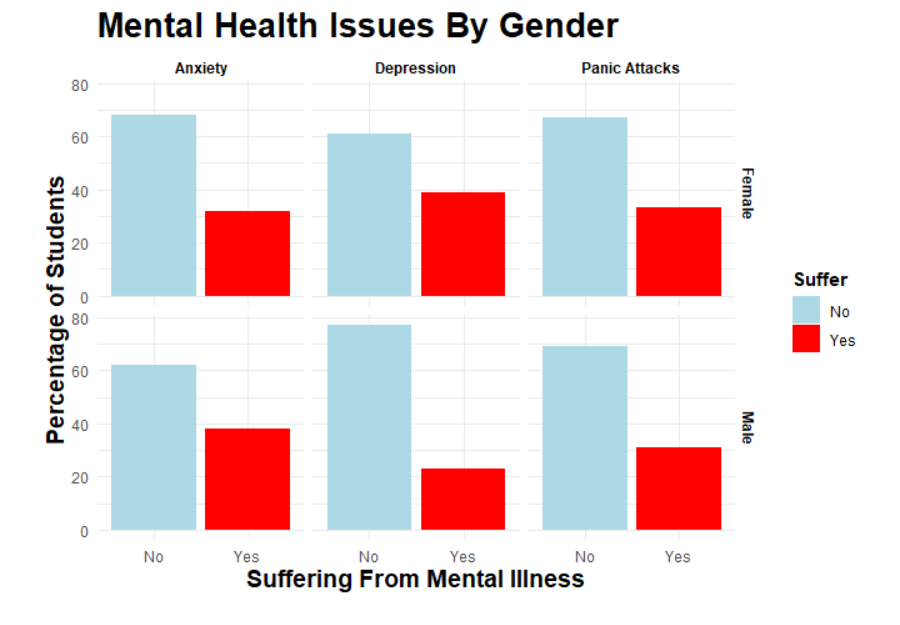 Mental Health Issues By Gender
Anxiety Depression Panic Attacks
80
60
40
20
0
Female
80
60
40
20
0
Male
Percentage of Students
No Yes No Yes No Yes
Suffering From Mental Illness
Suffer
No
Yes